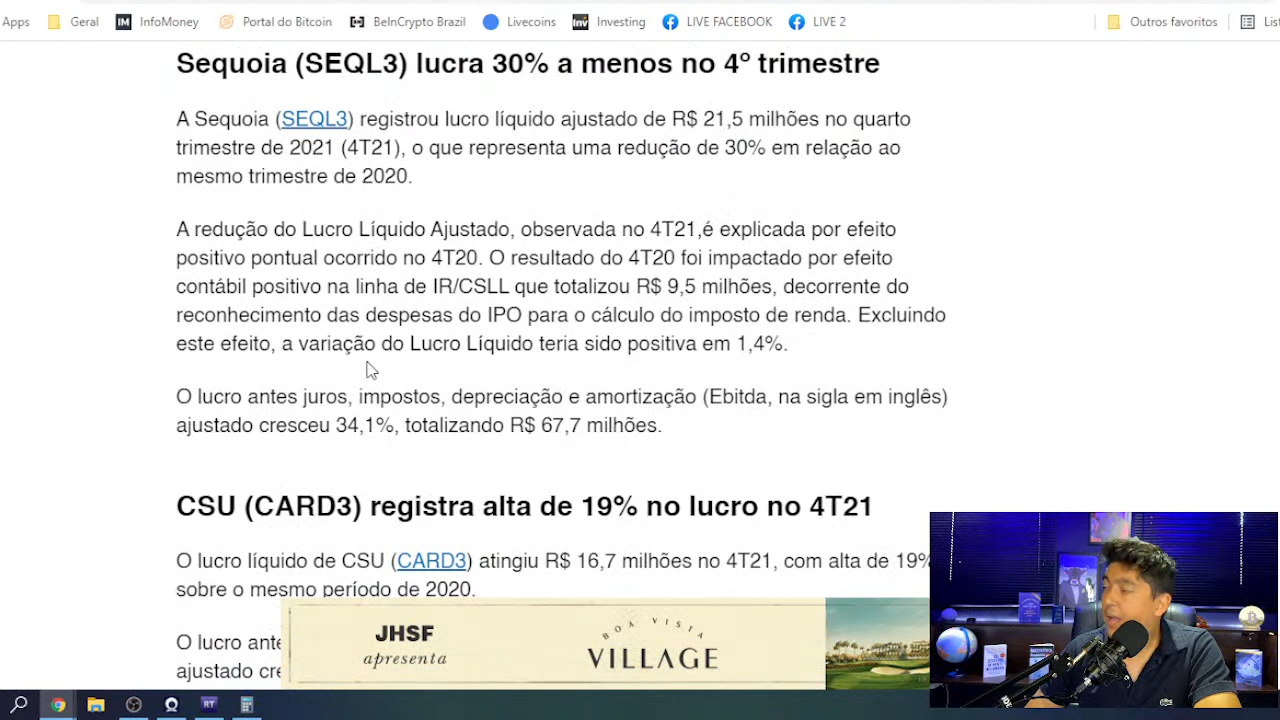 Apps Geral InfoMoney Portal do Bitcoin BeInCrypto Brazil Livecoins Investing LIVE FACEBOOK LIVE 2 Outros favoritos
Sequoia (SEQL3) lucra 30% a menos no 4º trimestre
A Sequoia (SEQL3) registrou lucro líquido ajustado de R$ 21,5 milhões no quarto
trimestre de 2021 (4T21), o que representa uma redução de 30% em relação ao
mesmo trimestre de 2020.
A redução do Lucro Líquido Ajustado, observada no 4T21,é explicada por efeito
positivo pontual ocorrido no 4T20. O resultado do 4T20 foi impactado por efeito
contábil positivo na linha de IR/CSLL que totalizou R$ 9,5 milhões, decorrente do
reconhecimento das despesas do IPO para o cálculo do imposto de renda. Excluindo
este efeito, a variação do Lucro Líquido teria sido positiva em 1,4%.
O lucro antes juros, impostos, depreciação e amortização (Ebitda, na sigla em inglês)
ajustado cresceu 34,1%, totalizando R$ 67,7 milhões.
CSU (CARD3) registra alta de 19% no lucro no 4T21
O lucro líquido de CSU (CARD3) atingiu R$ 16,7 milhões no 4T21, com alta de 19%
sobre o mesmo período de 2020.
O lucro ante
ajustado cre
JHSF
apresenta
BOA VISTA
VILLAGE
RT